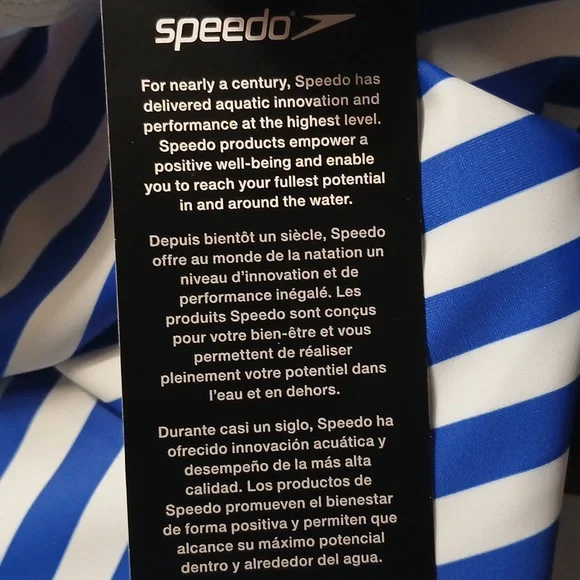 speedo
For nearly a century, Speedo has
delivered aquatic innovation and
performance at the highest level.
Speedo products empower a
positive well-being and enable
you to reach your fullest potential
in and around the water.
Depuis bientôt un siècle, Speedo
offre au monde de la natation un
niveau d'innovation et de
performance inégalé. Les
produits Speedo sont conçus
pour votre bien-être et vous
permettent de réaliser
pleinement votre potentiel dans
l'eau et en dehors.
Durante casi un siglo, Speedo ha
ofrecido innovación acuática y
desempeño de la más alta
calidad. Los productos de
Speedo promueven el bienestar
de forma positiva y permiten que
alcance su máximo potencial
dentro y alrededor del agua.